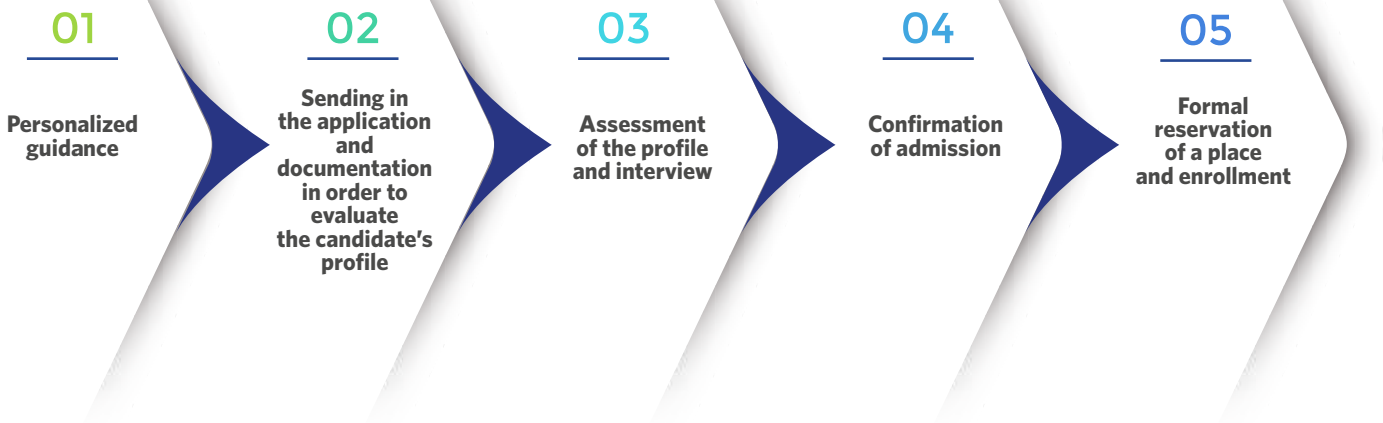 01
Personalized
guidance
02
Sending in
the application
and
documentation
in order to
evaluate
the candidate's
profile
03
Assessment
of the profile
and interview
04
Confirmation
of admission
05
Formal
reservation
of a place
and enrollment